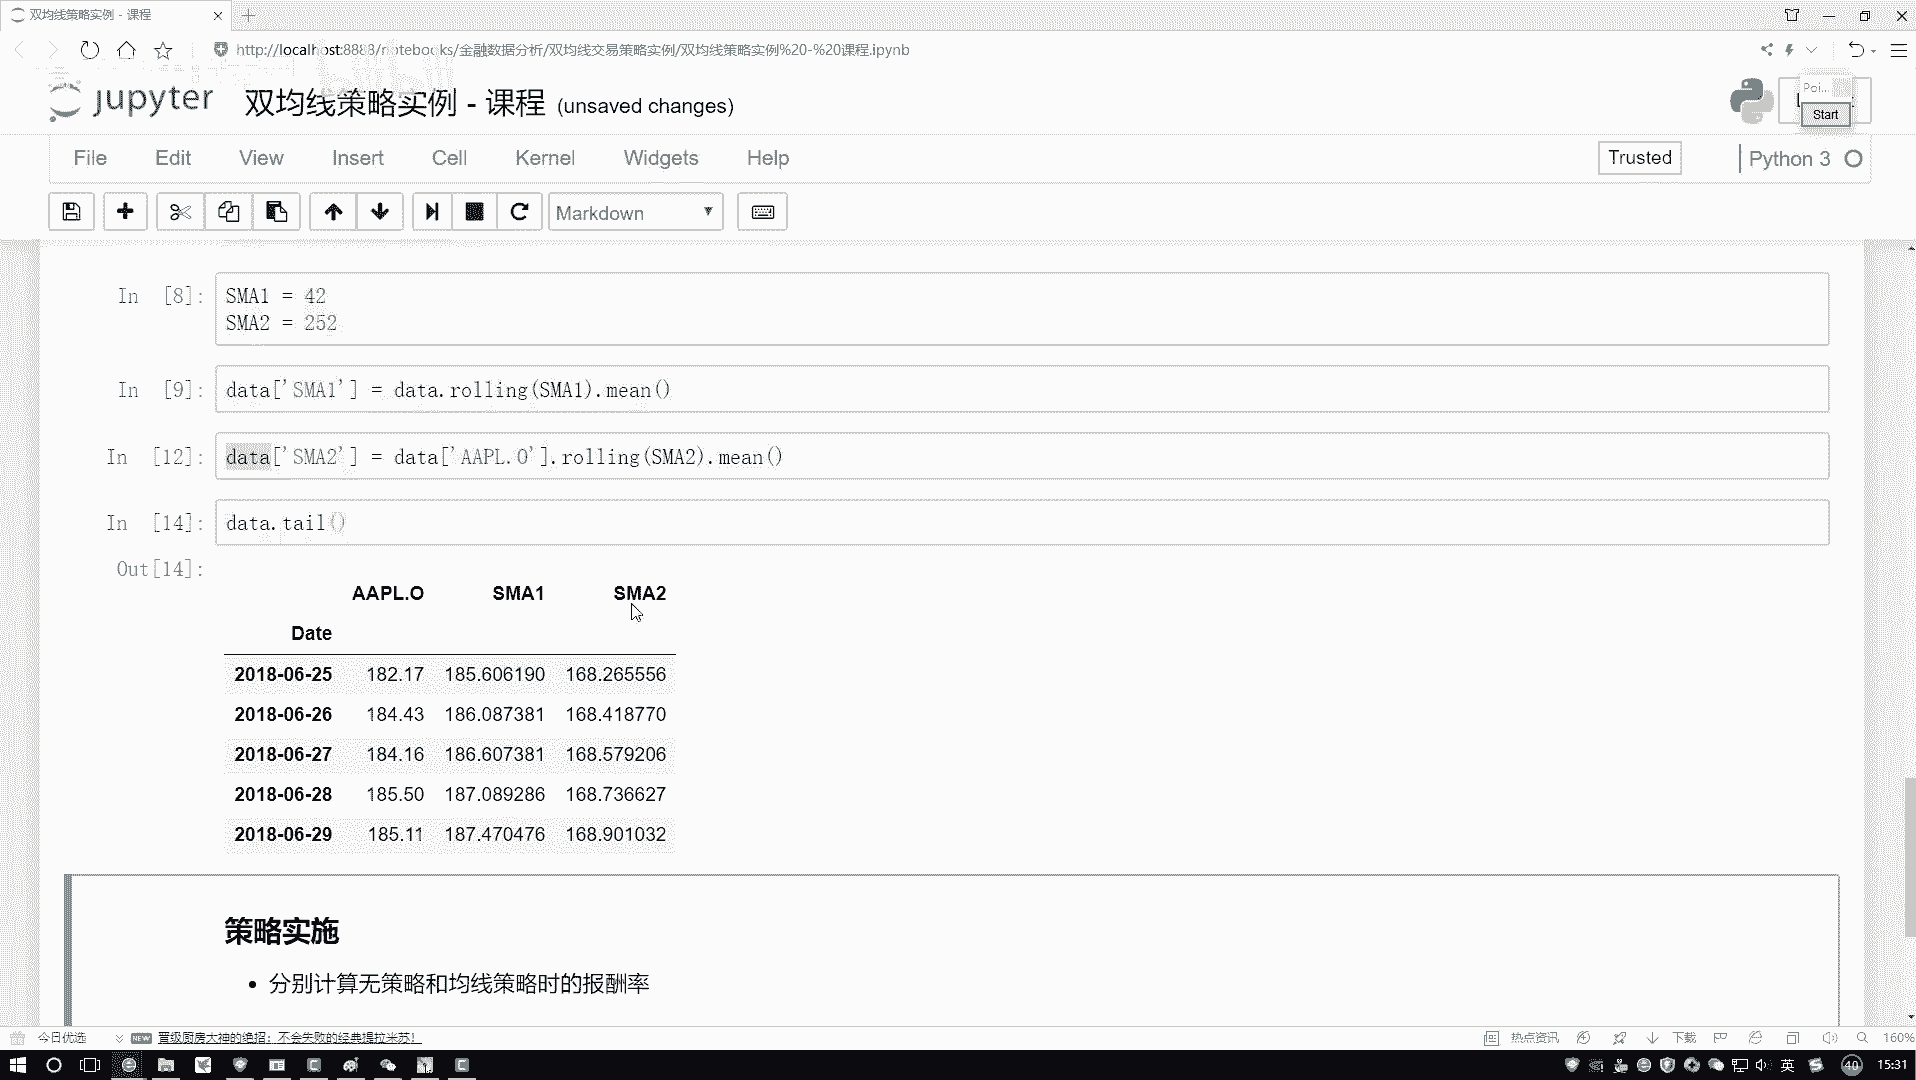 双均线策略实例 - 课程
http://localhost:8888/notebooks/金融数据分析/双均线交易策略实例/双均线策略实例%20-%20课程.ipynb
jupyter 双均线策略实例 - 课程 (unsaved changes)
Poi...
Start
File Edit View Insert Cell Kernel Widgets Help
Trusted Python 3
Markdown
In [8]: SMA1 = 42
SMA2 = 252
In [9]: data['SMA1'] = data.rolling(SMA1).mean()
In [12]: data['SMA2'] = data['AAPL.O'].rolling(SMA2).mean()
In [14]: data.tail()
Out[14]:
AAPL.O SMA1 SMA2
Date
2018-06-25 182.17 185.606190 168.265556
2018-06-26 184.43 186.087381 168.418770
2018-06-27 184.16 186.607381 168.579206
2018-06-28 185.50 187.089286 168.736627
2018-06-29 185.11 187.470476 168.901032
策略实施
• 分别计算无策略和均线策略时的报酬率
今日优选 NEW 晋级厨房大神的绝招：不会失败的经典提拉米苏！ 热点资讯 下载 160%
英 40 15:31